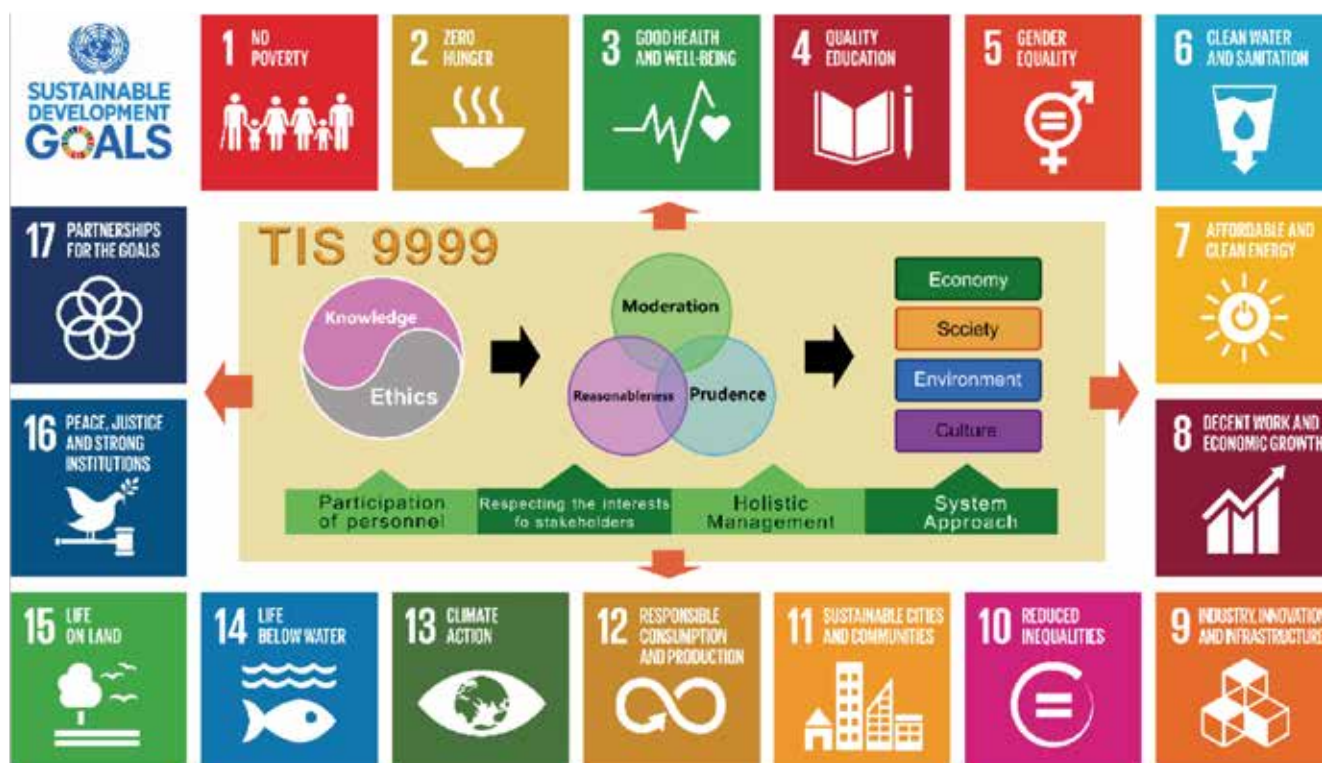 SUSTAINABLE
DEVELOPMENT
GOALS
1 NO
POVERTY
2 ZERO
HUNGER
3 GOOD HEALTH
AND WELL-BEING
4 QUALITY
EDUCATION
5 GENDER
EQUALITY
6 CLEAN WATER
AND SANITATION
17 PARTNERSHIPS
FOR THE GOALS
TIS 9999
Knowledge
Ethics
Moderation
Reasonableness
Prudence
Economy
Scciety
Environment
Culture
7 AFFORDABLE AND
CLEAN ENERGY
16 PEACE, JUSTICE
AND STRONG
INSTITUTIONS
Participation
of personnel
Respecting the interests
fo stakeholders
Holistic
Management
System
Approach
8 DECENT WORK AND
ECONOMIC GROWTH
15 LIFE
ON LAND
14 LIFE
BELOW WATER
13 CLIMATE
ACTION
12 RESPONSIBLE
CONSUMPTION
AND PRODUCTION
11 SUSTAINABLE CITIES
AND COMMUNITIES
10 REDUCED
INEQUALITIES
9 INDUSTRY, INNOVATION
AND INFRASTRUCTURE